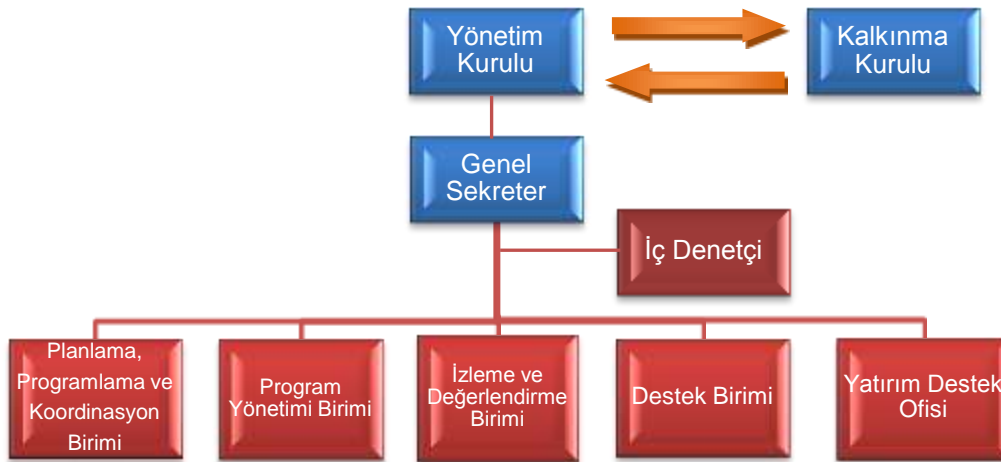 Yönetim
Kurulu
Kalkınma
Kurulu
Genel
Sekreter
İç Denetçi
Planlama,
Programlama ve
Koordinasyon
Birimi
Program
Yönetimi Birimi
İzleme ve
Değerlendirme
Birimi
Destek Birimi
Yatırım Destek
Ofisi